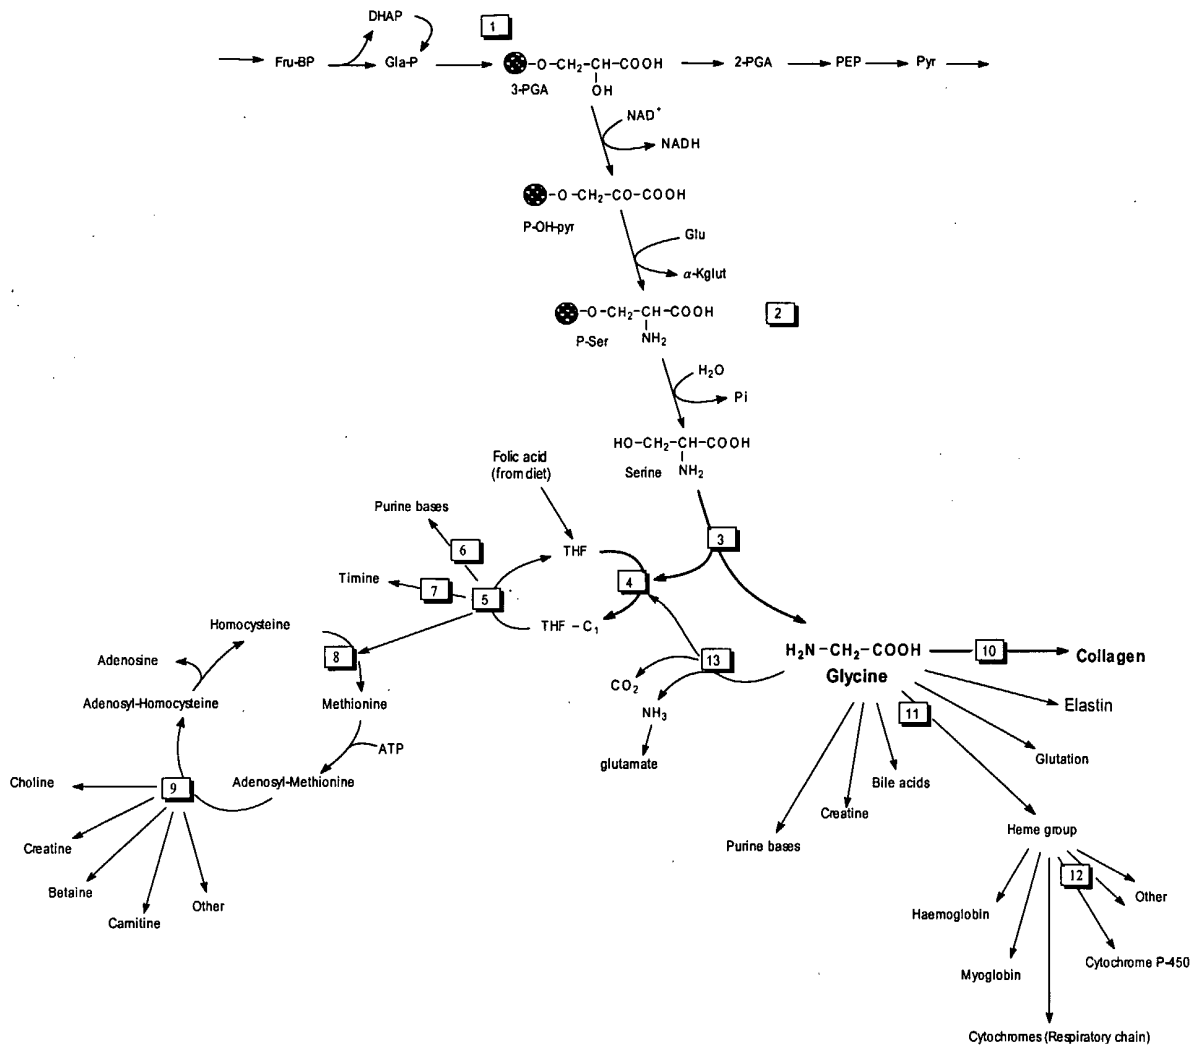 DHAP
1
Fru-BP
Gla-P
O-CH2-CH-COOH
OH
3-PGA
2-PGA
PEP
Pyr
NAD+
NADH
O-CH2-CO-COOH
P-OH-pyr
Glu
α-Kglut
O-CH2-CH-COOH
NH2
P-Ser
2
H2O
Pi
HO-CH2-CH-COOH
NH2
Serine
Folic acid
(from diet)
Purine bases
6
THF
3
Timine
7
5
4
THF - C1
Homocysteine
8
Adenosine
Adenosyl-Homocysteine
Methionine
ATP
Adenosyl-Methionine
13
CO2
NH3
glutamate
H2N-CH2-COOH
Glycine
10
Collagen
Elastin
11
Glutation
Choline
9
Creatine
Betaine
Carnitine
Other
Bile acids
Creatine
Purine bases
Heme group
12
Other
Haemoglobin
Myoglobin
Cytochrome P-450
Cytochromes (Respiratory chain)